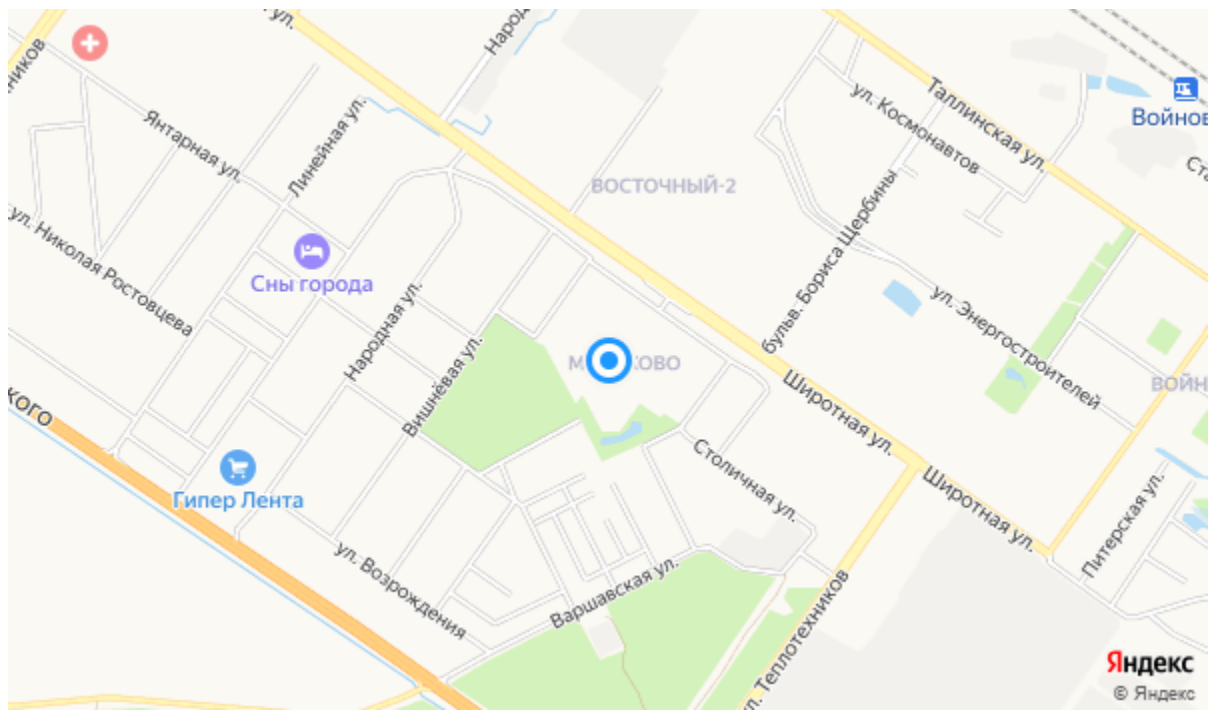 ул.
Янтарная ул.
Линейная ул.
ул. Николая Ростовцева
Сны города
Народная ул.
Вишнёвая ул.
Гипер Лента
ул. Возрождения
Варшавская ул.
ВОСТОЧНЫЙ-2
ул. Космонавтов
Таллинская ул.
бульв. Бориса Щербины
ул. Энергостроителей
Широтная ул.
Широтная ул.
Столичная ул.
Питерская ул.
Теплотехников
Яндекс
© Яндекс